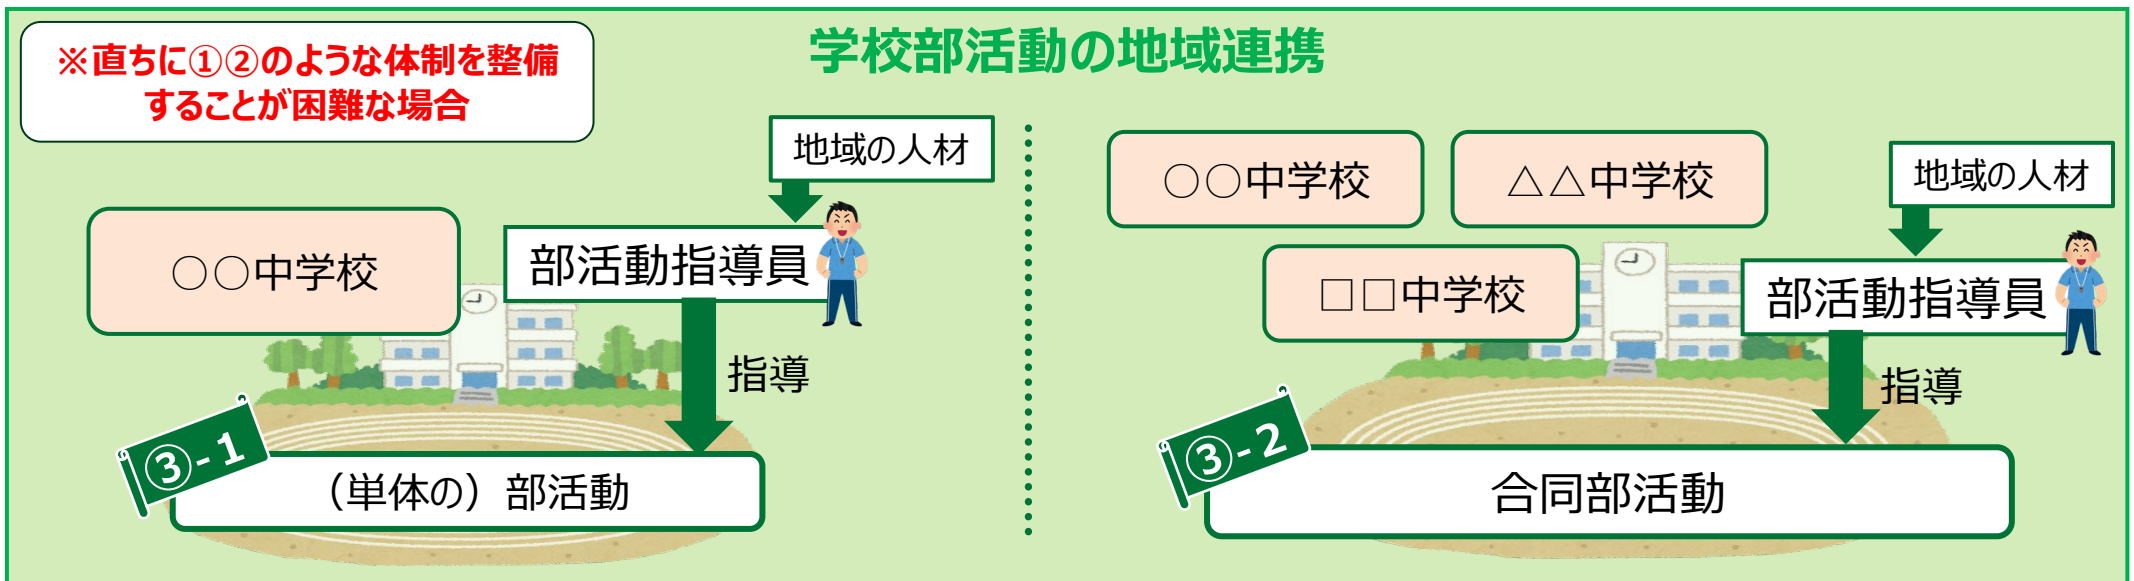 学校部活動の地域連携
※直ちに①②のような体制を整備
することが困難な場合
地域の人材
○○中学校
部活動指導員
指導
③-1
（単体の）部活動
○○中学校
△△中学校
地域の人材
□□中学校
部活動指導員
指導
③-2
合同部活動